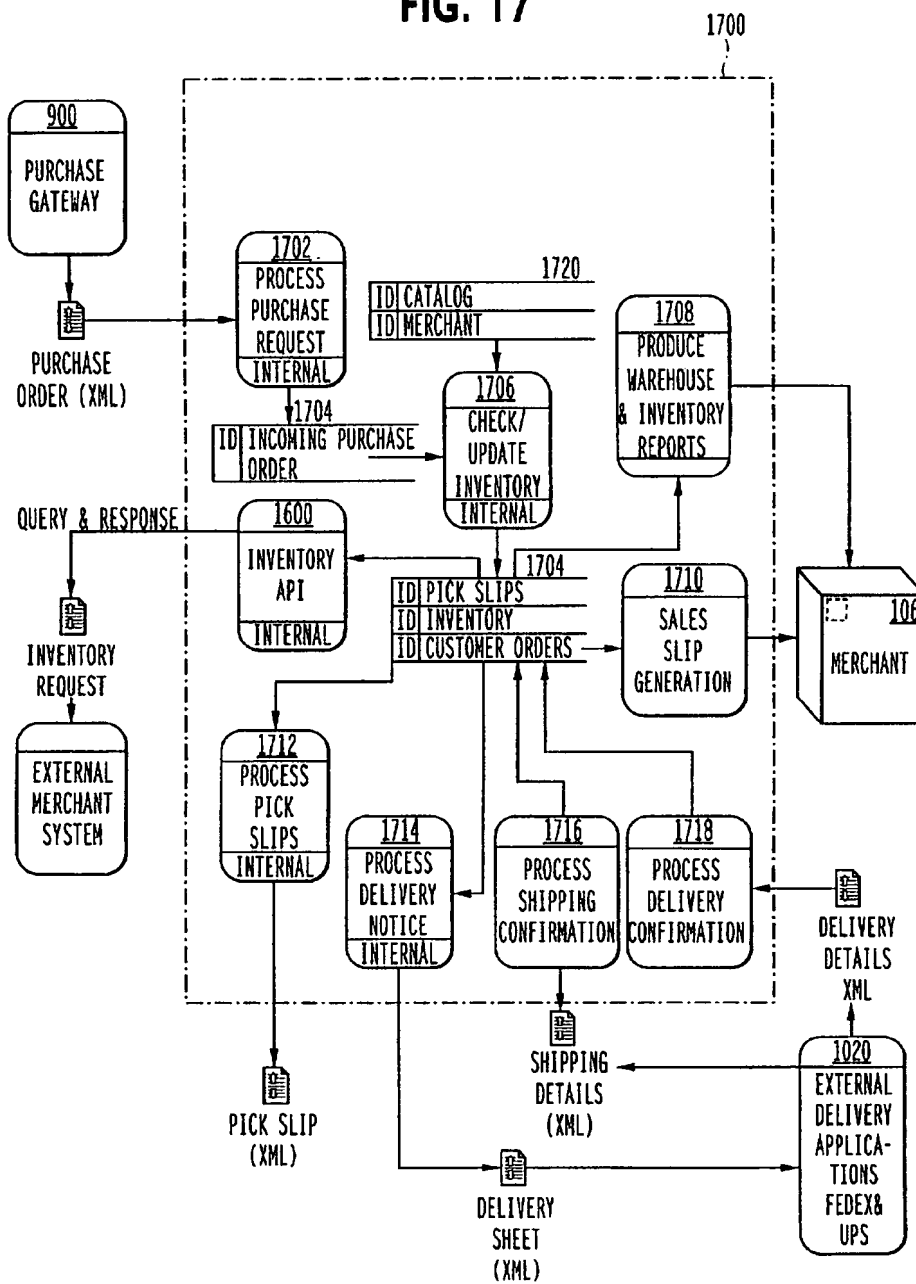 FIG. 17
1700
900
PURCHASE
GATEWAY
PURCHASE
ORDER (XML)
1702
PROCESS
PURCHASE
REQUEST
INTERNAL
1720
ID CATALOG
ID MERCHANT
1704
ID INCOMING PURCHASE
ORDER
1706
CHECK/
UPDATE
INVENTORY
INTERNAL
1708
PRODUCE
WAREHOUSE
& INVENTORY
REPORTS
QUERY & RESPONSE
1600
INVENTORY
API
INTERNAL
INVENTORY
REQUEST
EXTERNAL
MERCHANT
SYSTEM
1704
ID PICK SLIPS
ID INVENTORY
ID CUSTOMER ORDERS
1710
SALES
SLIP
GENERATION
106
MERCHANT
1712
PROCESS
PICK
SLIPS
INTERNAL
1714
PROCESS
DELIVERY
NOTICE
INTERNAL
1716
PROCESS
SHIPPING
CONFIRMATION
1718
PROCESS
DELIVERY
CONFIRMATION
DELIVERY
DETAILS
XML
PICK SLIP
(XML)
SHIPPING
DETAILS
(XML)
DELIVERY
SHEET
(XML)
1020
EXTERNAL
DELIVERY
APPLICA-
TIONS
FEDEX&
UPS